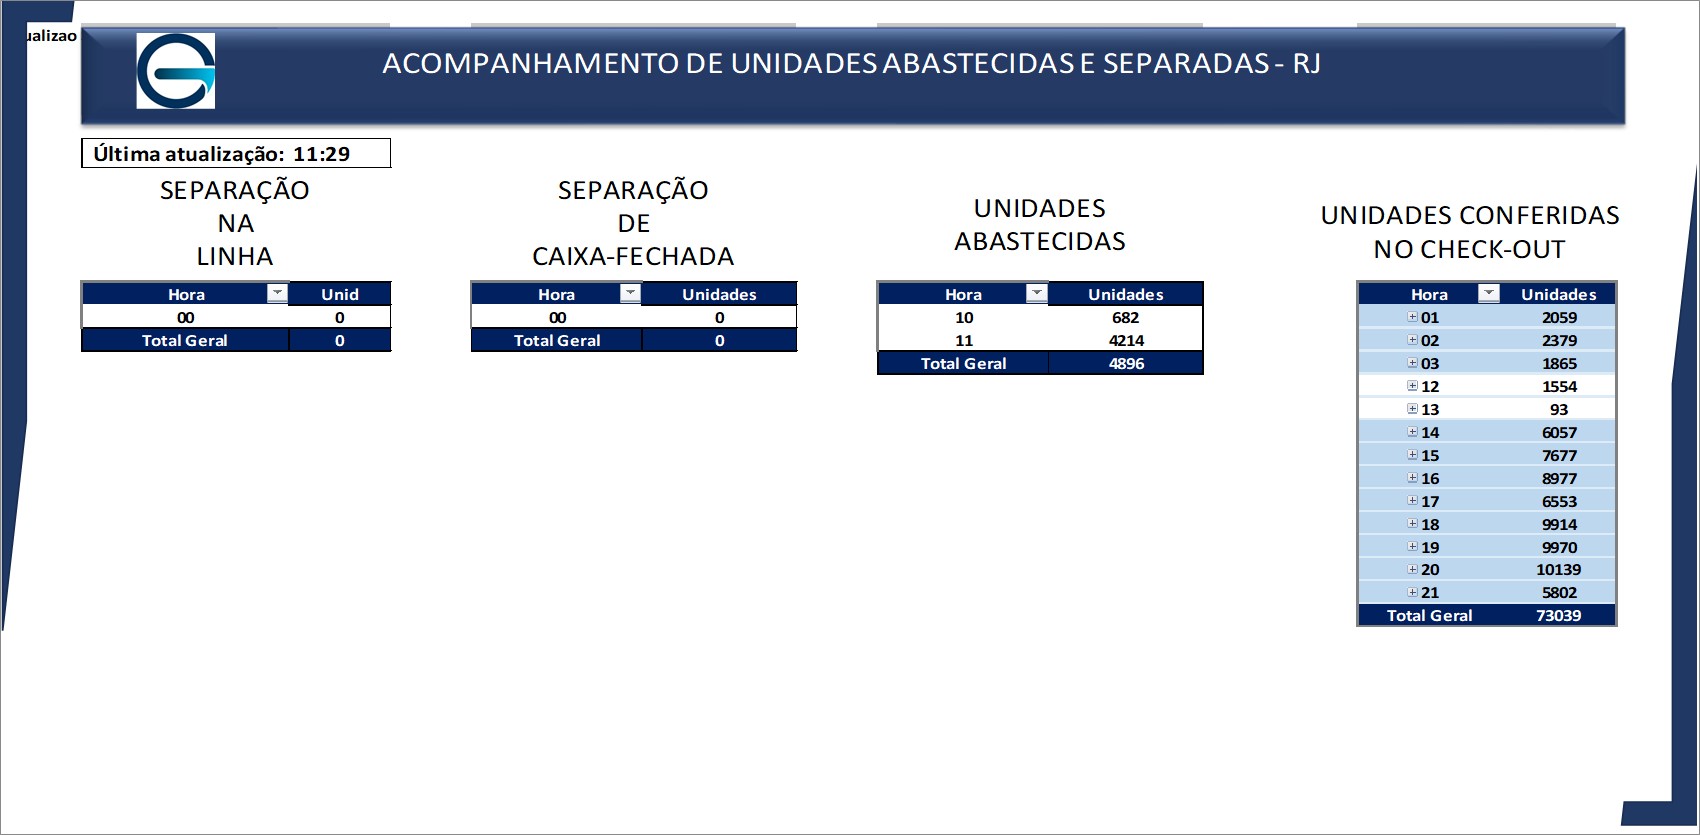 ualizao
ACOMPANHAMENTO DE UNIDADES ABASTECIDAS E SEPARADAS - RJ
Última atualização: 11:29
SEPARAÇÃO
NA
LINHA
Hora Unid
00 0
Total Geral 0
SEPARAÇÃO
DE
CAIXA-FECHADA
Hora Unidades
00 0
Total Geral 0
UNIDADES
ABASTECIDAS
Hora Unidades
10 682
11 4214
Total Geral 4896
UNIDADES CONFERIDAS
NO CHECK-OUT
Hora Unidades
01 2059
02 2379
03 1865
12 1554
13 93
14 6057
15 7677
16 8977
17 6553
18 9914
19 9970
20 10139
21 5802
Total Geral 73039